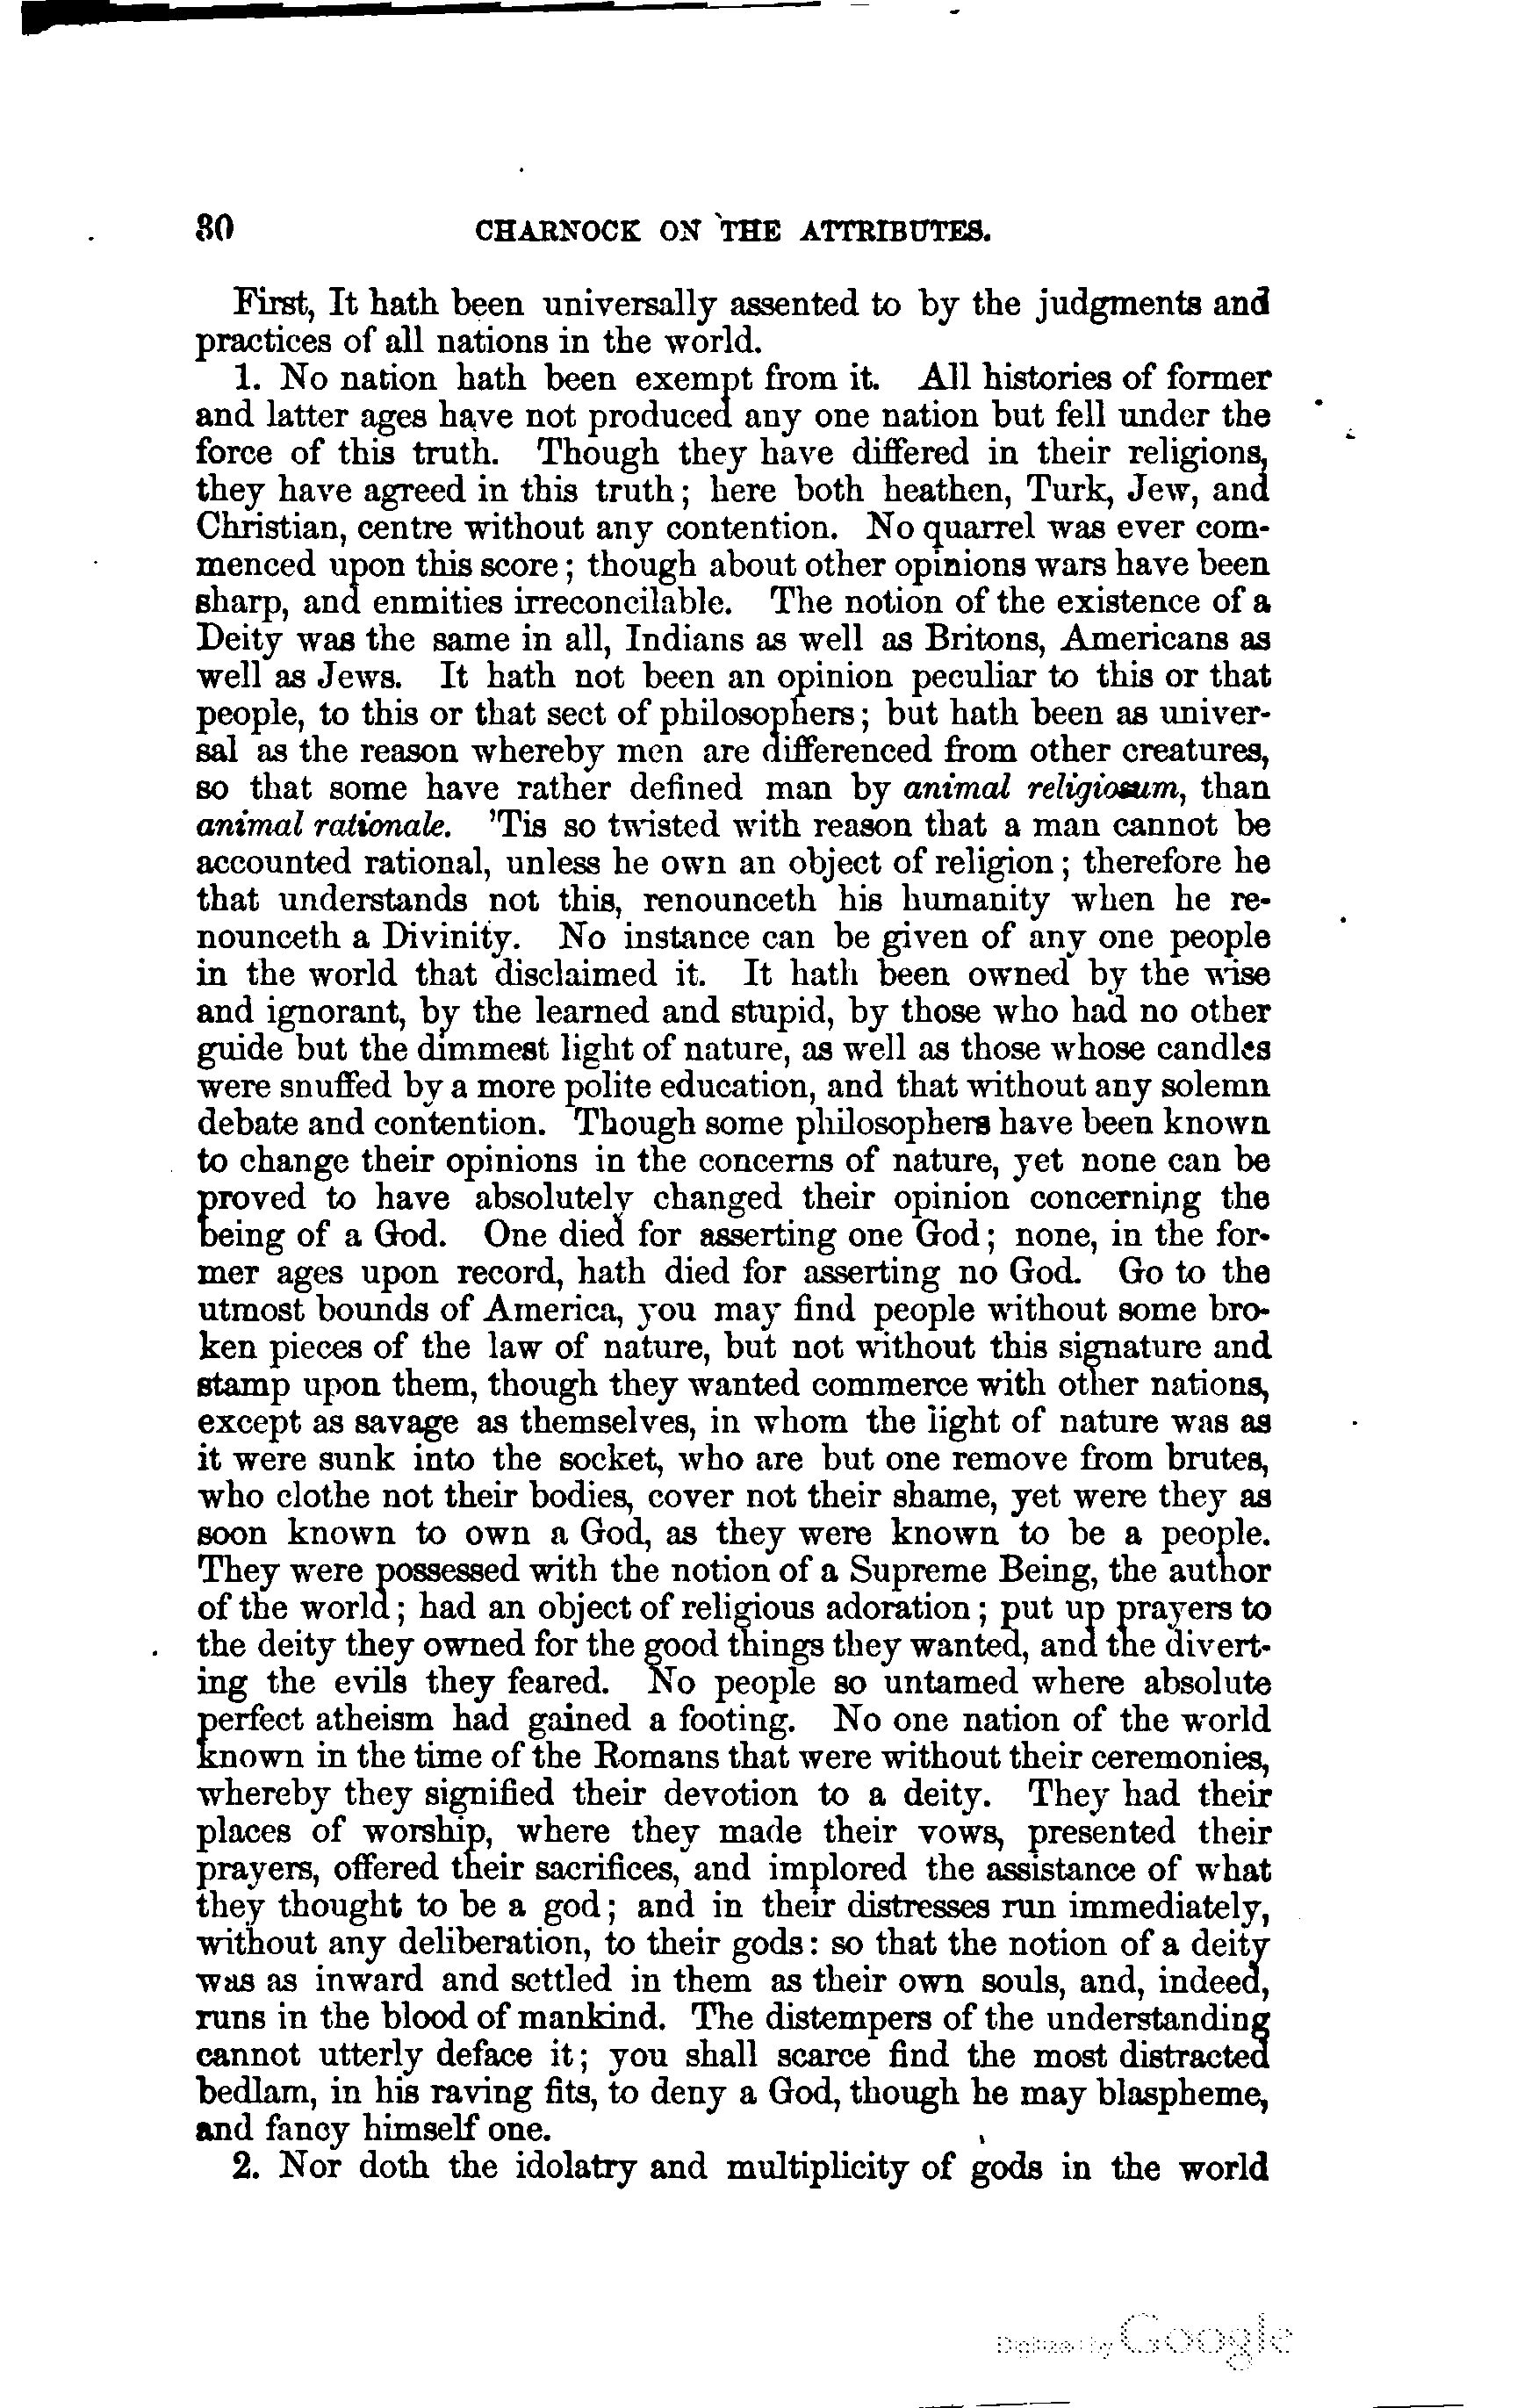 30 CHARNOCK ON THE ATTRIBUTES.
First, It hath been universally assented to by the judgments and
practices of all nations in the world.
1. No nation hath been exempt from it. All histories of former
and latter ages have not produced any one nation but fell under the
force of this truth. Though they have differed in their religions,
they have agreed in this truth; here both heathen, Turk, Jew, and
Christian, centre without any contention. No quarrel was ever com-
menced upon this score; though about other opinions wars have been
sharp, and enmities irreconcilable. The notion of the existence of a
Deity was the same in all, Indians as well as Britons, Americans as
well as Jews. It hath not been an opinion peculiar to this or that
people, to this or that sect of philosophers; but hath been as univer-
sal as the reason whereby men are differenced from other creatures,
so that some have rather defined man by animal religiosum, than
animal rationale. 'Tis so twisted with reason that a man cannot be
accounted rational, unless he own an object of religion; therefore he
that understands not this, renounceth his humanity when he re-
nounceth a Divinity. No instance can be given of any one people
in the world that disclaimed it. It hath been owned by the wise
and ignorant, by the learned and stupid, by those who had no other
guide but the dimmest light of nature, as well as those whose candles
were snuffed by a more polite education, and that without any solemn
debate and contention. Though some philosophers have been known
to change their opinions in the concerns of nature, yet none can be
proved to have absolutely changed their opinion concerning the
being of a God. One died for asserting one God; none, in the for-
mer ages upon record, hath died for asserting no God. Go to the
utmost bounds of America, you may find people without some bro-
ken pieces of the law of nature, but not without this signature and
stamp upon them, though they wanted commerce with other nations,
except as savage as themselves, in whom the light of nature was as
it were sunk into the socket, who are but one remove from brutes,
who clothe not their bodies, cover not their shame, yet were they as
soon known to own a God, as they were known to be a people.
They were possessed with the notion of a Supreme Being, the author
of the world; had an object of religious adoration; put up prayers to
the deity they owned for the good things they wanted, and the divert-
ing the evils they feared. No people so untamed where absolute
perfect atheism had gained a footing. No one nation of the world
known in the time of the Romans that were without their ceremonies,
whereby they signified their devotion to a deity. They had their
places of worship, where they made their vows, presented their
prayers, offered their sacrifices, and implored the assistance of what
they thought to be a god; and in their distresses run immediately,
without any deliberation, to their gods: so that the notion of a deity
was as inward and settled in them as their own souls, and, indeed,
runs in the blood of mankind. The distempers of the understanding
cannot utterly deface it; you shall scarce find the most distracted
bedlam, in his raving fits, to deny a God, though he may blaspheme,
and fancy himself one.
2. Nor doth the idolatry and multiplicity of gods in the world
Digitized by Google